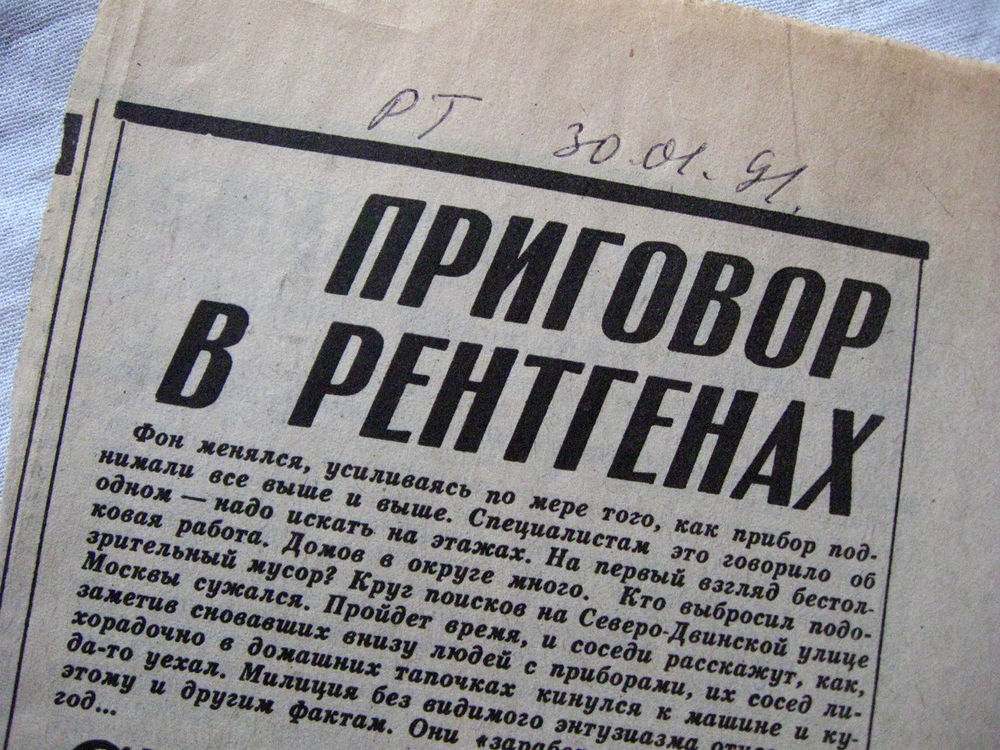 РТ 30.01.91.
ПРИГОВОР
В РЕНТГЕНАХ
Фон менялся, усиливаясь по мере того, как прибор под-
нимали все выше и выше. Специалистам это говорило об
одном — надо искать на этажах. На первый взгляд бестол-
ковая работа. Домов в округе много. Кто выбросил подо-
зрительный мусор? Круг поисков на Северо-Двинской улице
Москвы сужался. Пройдет время, и соседи расскажут, как,
заметив сновавших внизу людей с приборами, их сосед ли-
хорадочно в домашних тапочках кинулся к машине и ку-
да-то уехал. Милиция без видимого энтузиазма
этому и другим фактам. Они
год...